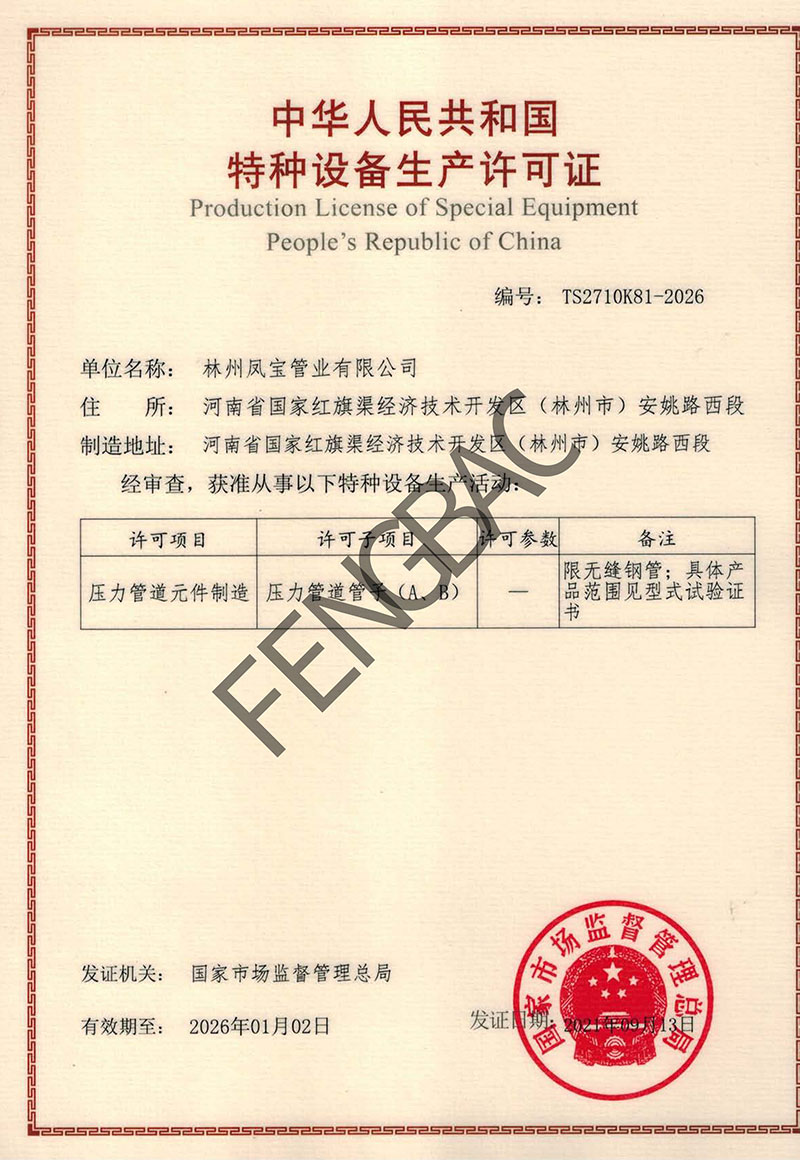 中华人民共和国
特种设备生产许可证
Production License of Special Equipment
People's Republic of China
编号： TS2710K81-2026
单位名称： 林州凤宝管业有限公司
住 所： 河南省国家红旗渠经济技术开发区（林州市）安姚路西段
制造地址： 河南省国家红旗渠经济技术开发区（林州市）安姚路西段
经审查，获准从事以下特种设备生产活动：
许可项目 许可子项目 许可参数 备注
压力管道元件制造 压力管道管子（A、B） — 限无缝钢管；具体产
品范围见型式试验证
书
FENGBAO
发证机关： 国家市场监督管理总局
有效期至： 2026年01月02日
发证日期： 2021年09月13日
国家市场监督管理总局